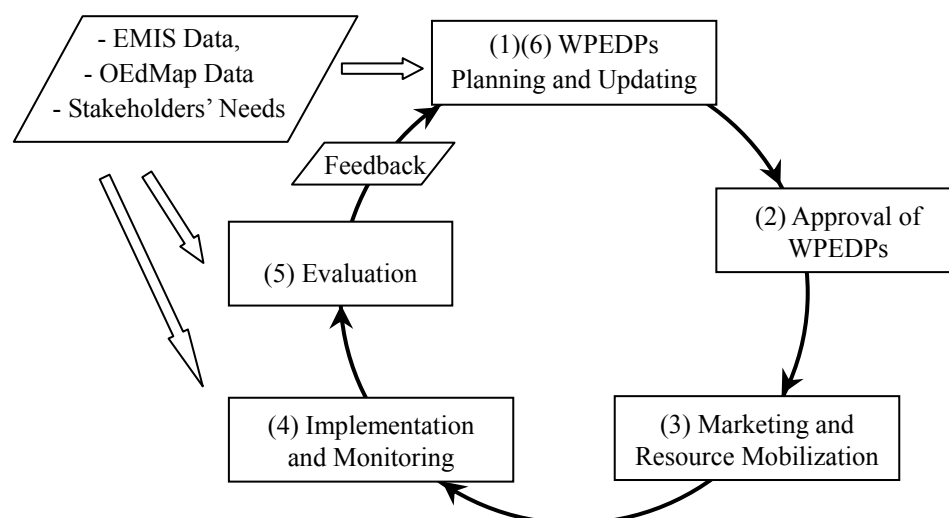 - EMIS Data,
- OEdMap Data
- Stakeholders’ Needs
(1)(6) WPEDPs
Planning and Updating
Feedback
(2) Approval of
WPEDPs
(5) Evaluation
(4) Implementation
and Monitoring
(3) Marketing and
Resource Mobilization